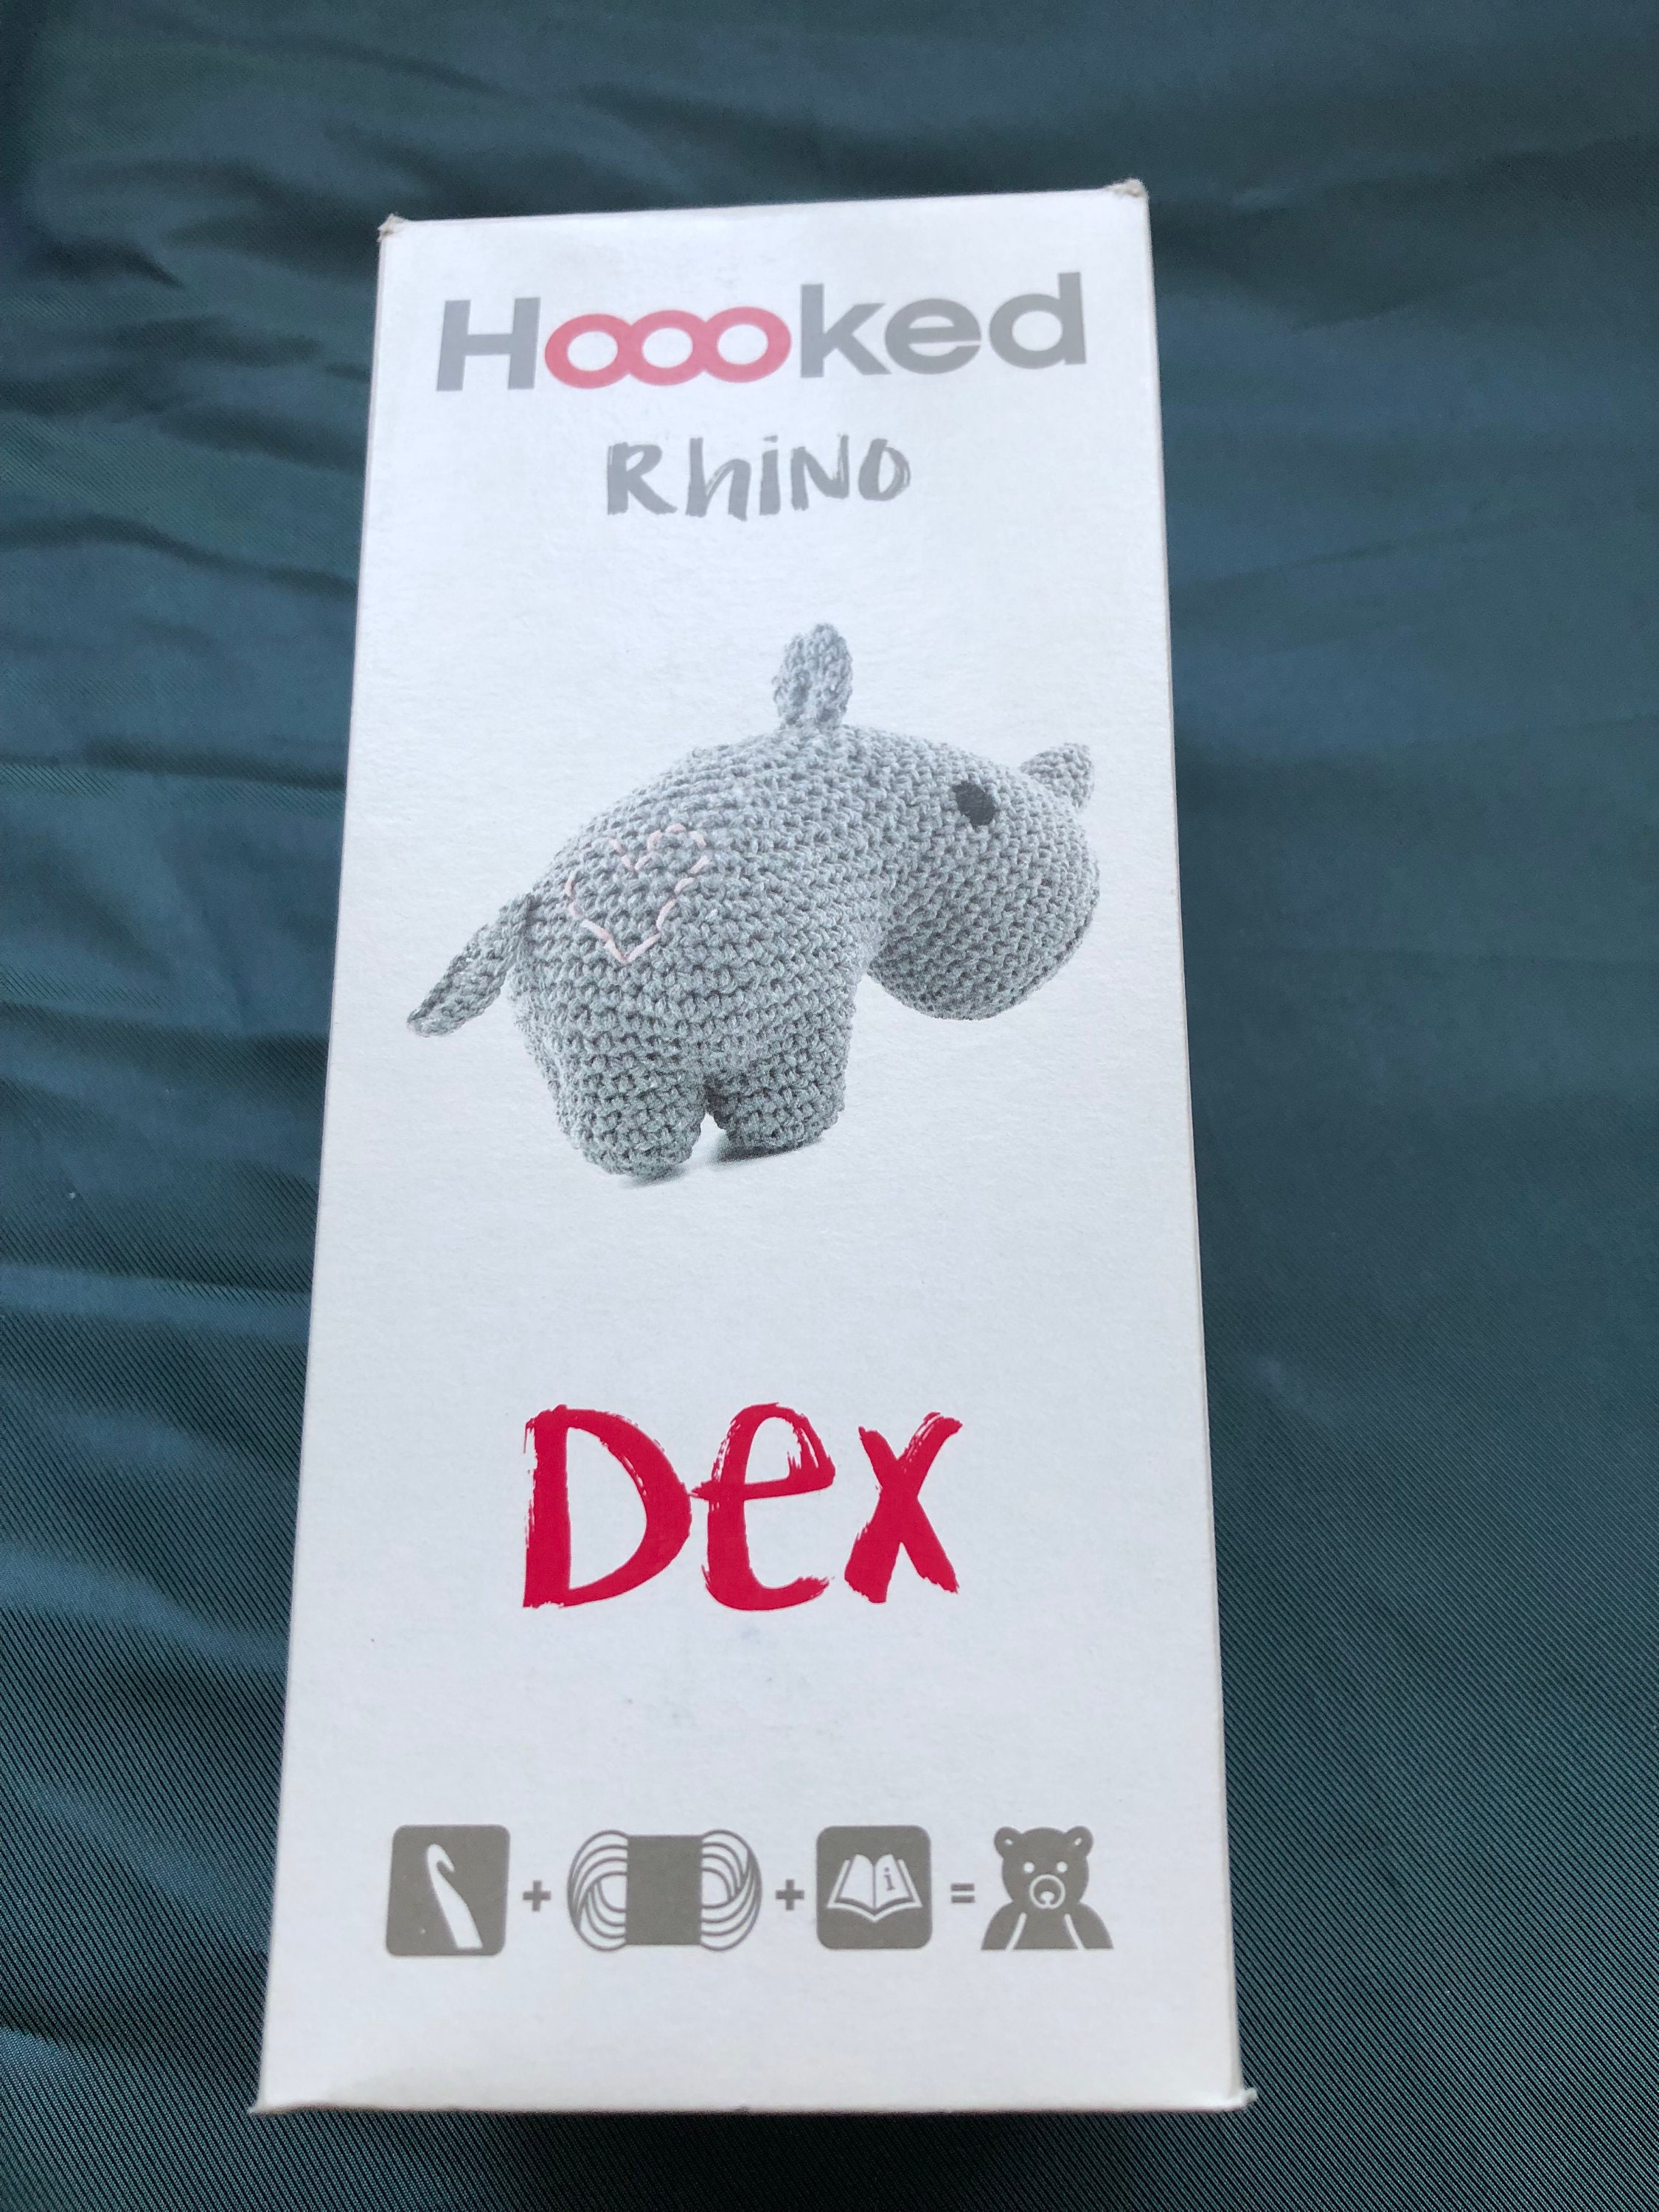 Hoooked
RhiNO
Dex
+ + i =